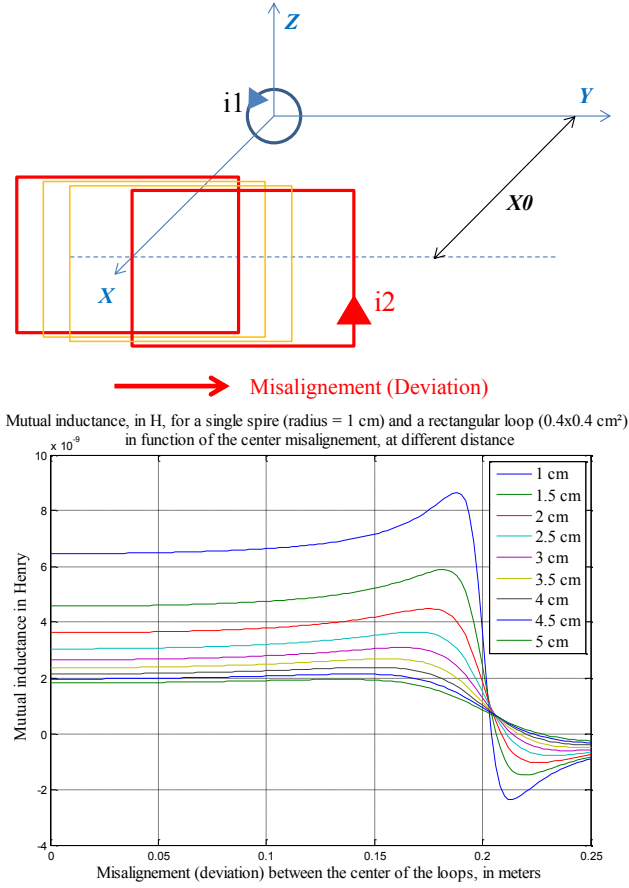 Z
i1
Y
X0
X
i2
Misalignement (Deviation)
Mutual inductance, in H, for a single spire (radius = 1 cm) and a rectangular loop (0.4x0.4 cm²)
in function of the center misalignement, at different distance
x 10⁻⁹
10
8
6
4
2
0
-2
-4
Mutual inductance in Henry
1 cm
1.5 cm
2 cm
2.5 cm
3 cm
3.5 cm
4 cm
4.5 cm
5 cm
0 0.05 0.1 0.15 0.2 0.25
Misalignement (deviation) between the center of the loops, in meters